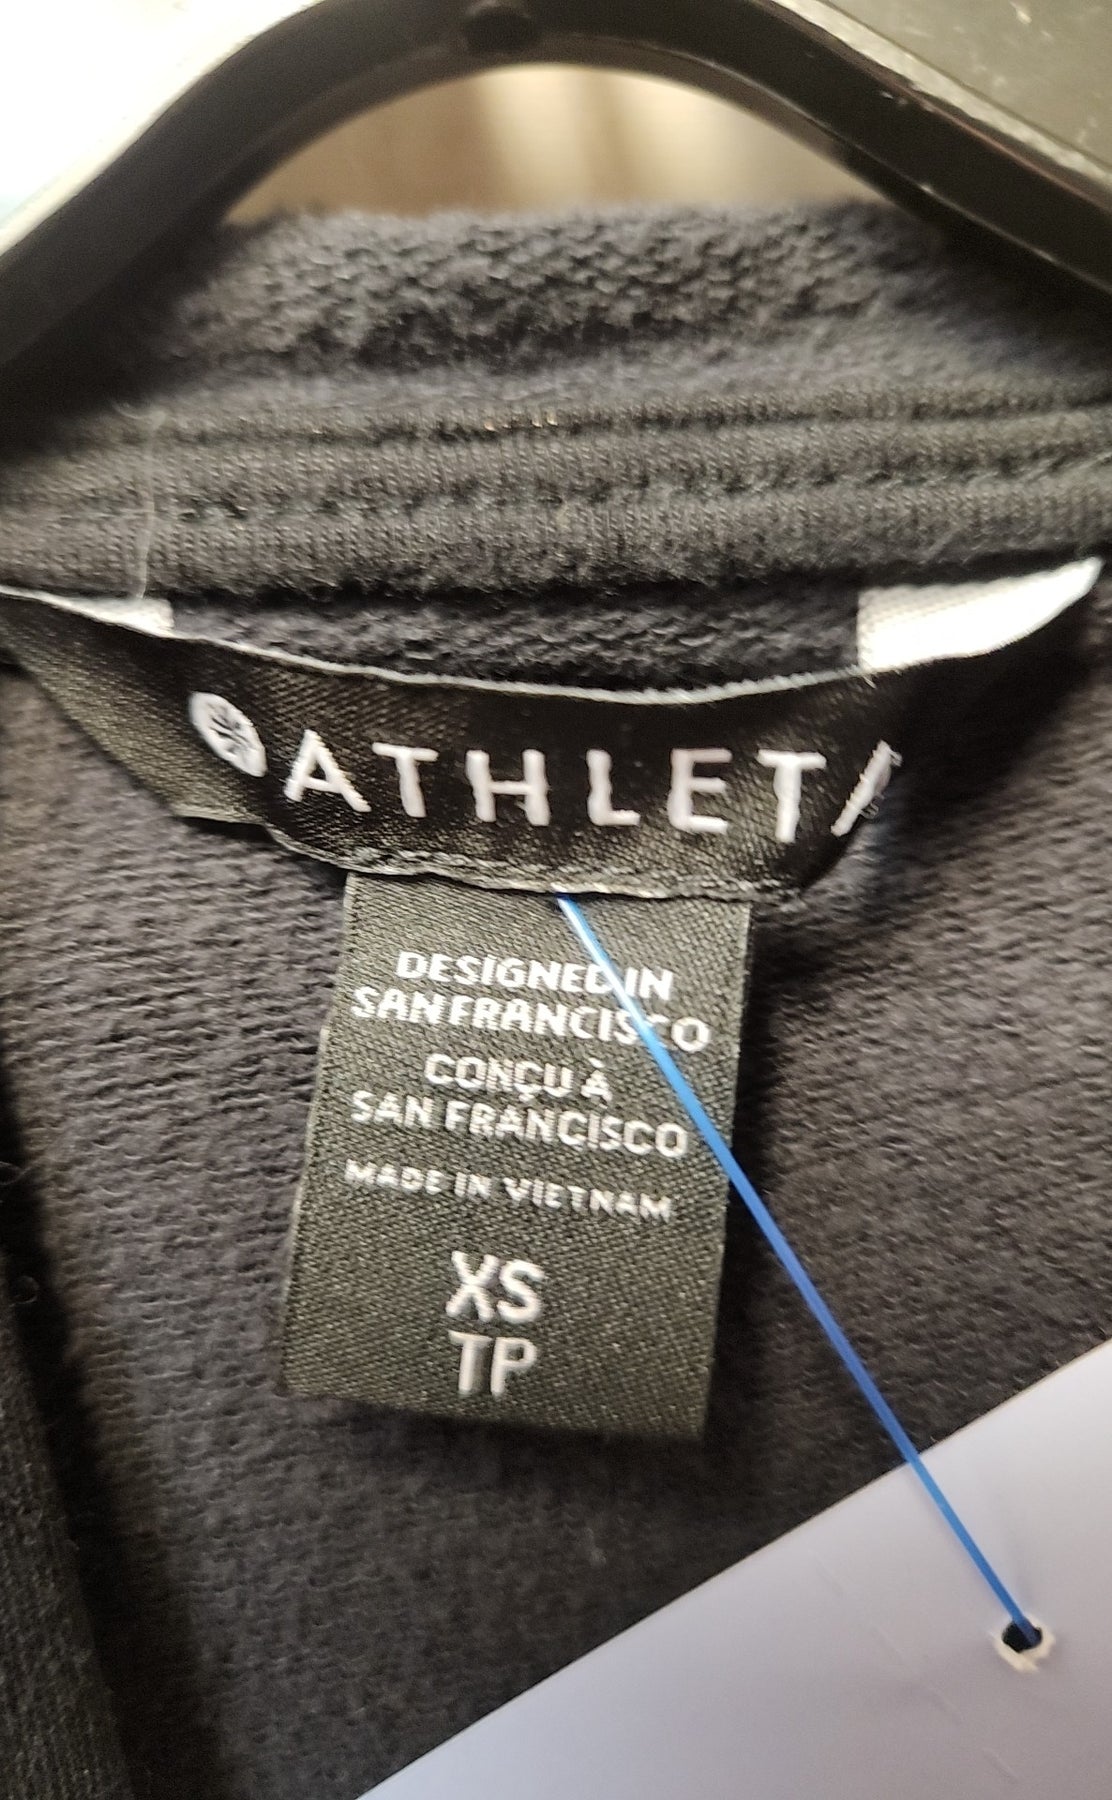 ATHLETA
DESIGNED IN
SAN FRANCISCO
CONÇU À
SAN FRANCISCO
MADE IN VIETNAM
XS
TP